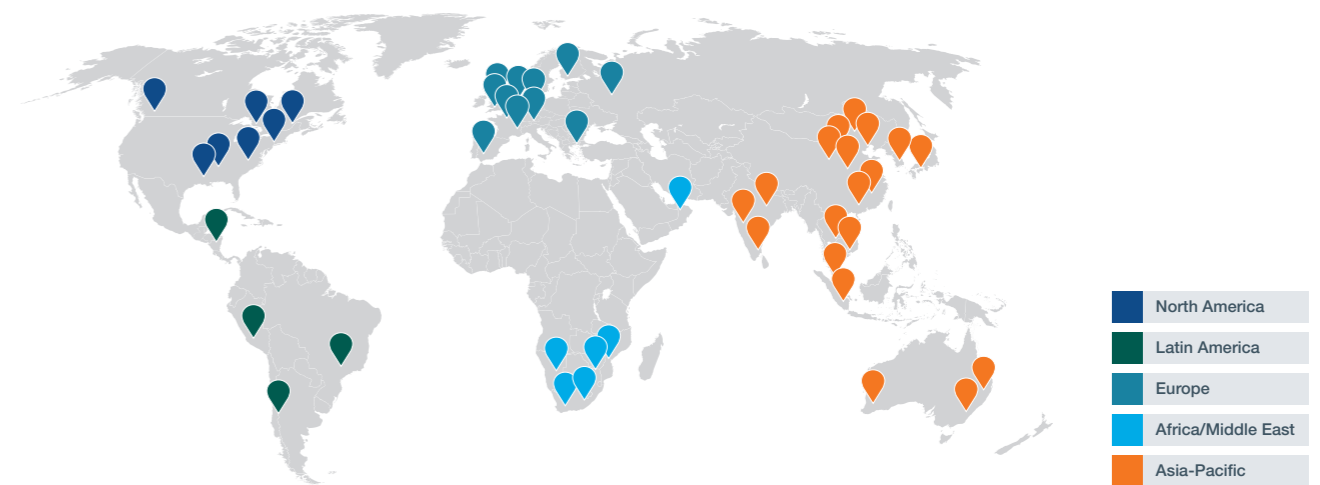 North America
Latin America
Europe
Africa/Middle East
Asia-Pacific